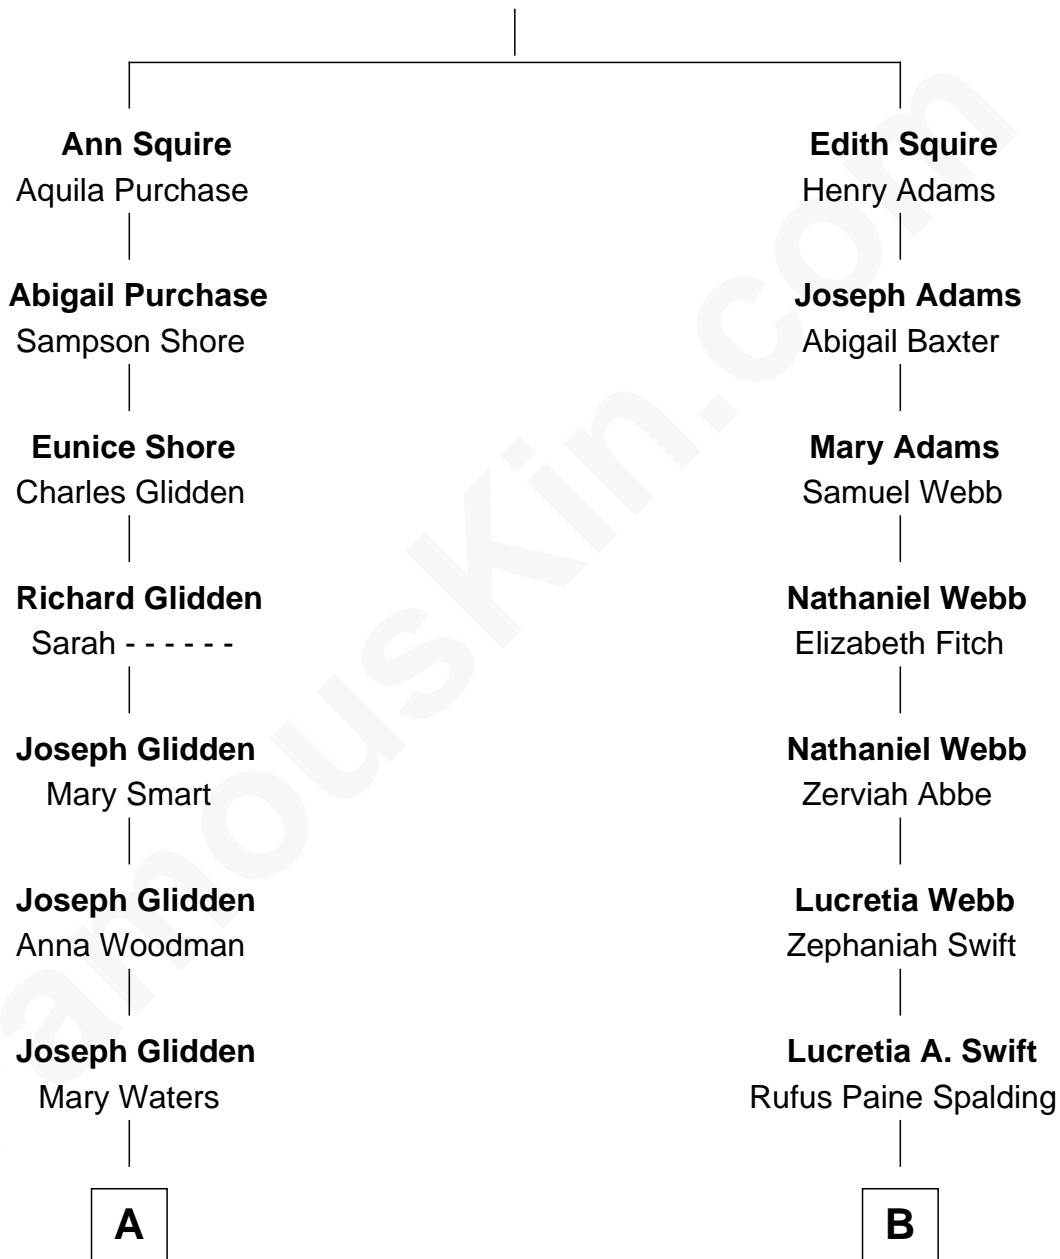 Ann Squire
Aquila Purchase
Abigail Purchase
Sampson Shore
Eunice Shore
Charles Glidden
Richard Glidden
Sarah - - - - - -
Joseph Glidden
Mary Smart
Joseph Glidden
Anna Woodman
Joseph Glidden
Mary Waters
A
Edith Squire
Henry Adams
Joseph Adams
Abigail Baxter
Mary Adams
Samuel Webb
Nathaniel Webb
Elizabeth Fitch
Nathaniel Webb
Zerviah Abbe
Lucretia Webb
Zephaniah Swift
Lucretia A. Swift
Rufus Paine Spalding
B
amouskin.com